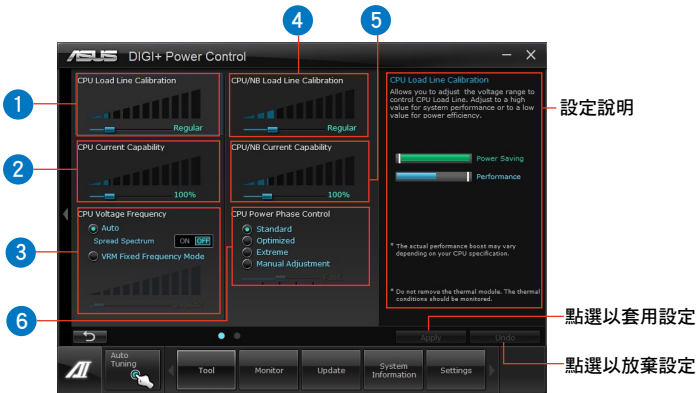 4
5
ASUS DIGI+ Power Control
1
CPU Load Line Calibration
Regular
CPU/NB Load Line Calibration
Regular
2
CPU Current Capability
100%
CPU/NB Current Capability
100%
3
CPU Voltage Frequency
Auto
Spread Spectrum ON OFF
VRM Fixed Frequency Mode
6
CPU Power Phase Control
Standard
Optimized
Extreme
Manual Adjustment
CPU Load Line Calibration
Allows you to adjust the voltage range to
control CPU Load Line. Adjust to a high
value for system performance or to a low
value for power efficiency.
Power Saving
Performance
* The actual performance boost may vary
depending on your CPU specification.
* Do not remove the thermal module. The thermal
conditions should be monitored.
設定說明
Apply
Undo
點選以套用設定
點選以放棄設定
Auto
Tuning
Tool
Monitor
Update
System
Information
Settings